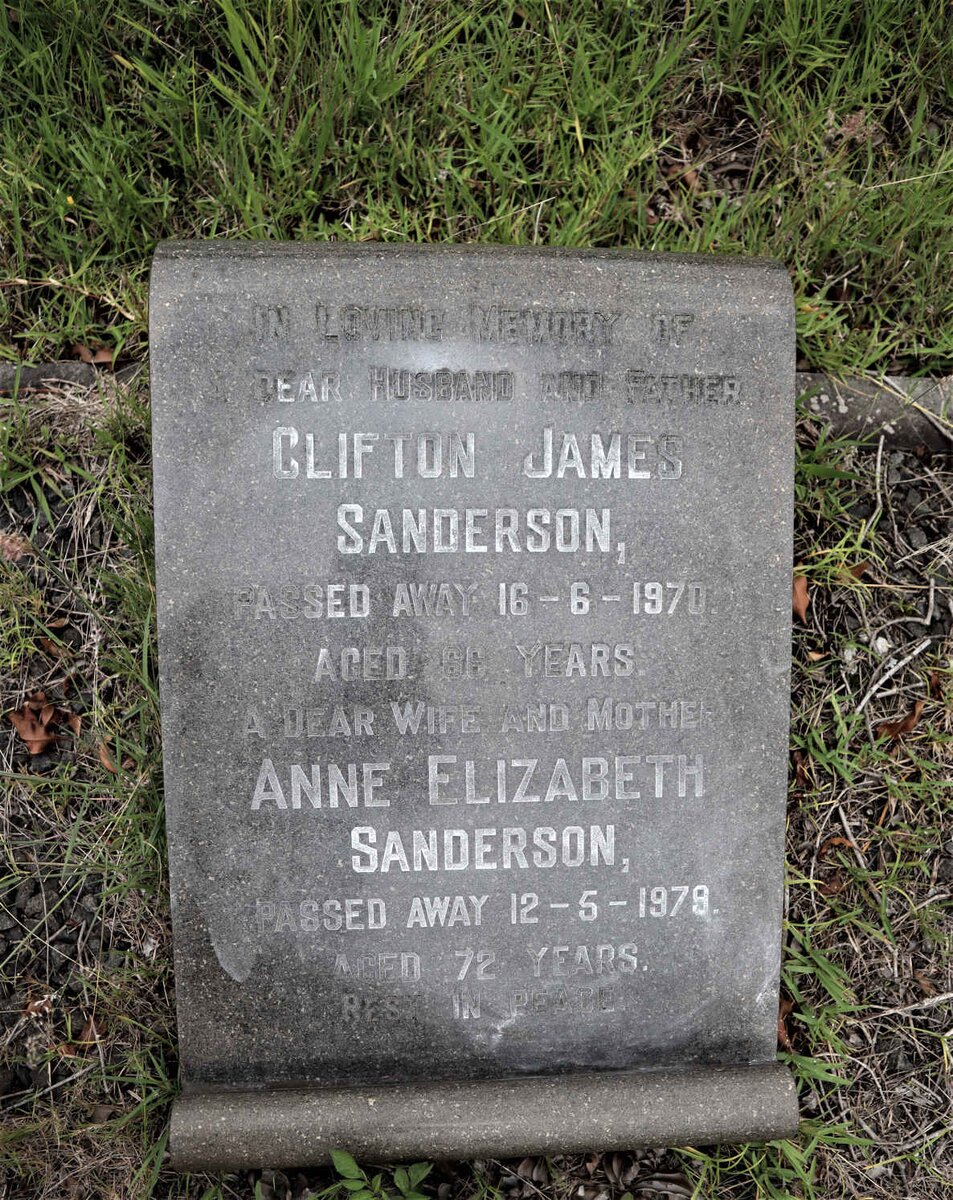 IN LOVING MEMORY OF
A DEAR HUSBAND AND FATHER
CLIFTON JAMES
SANDERSON,
PASSED AWAY 16-6-1970.
AGED 66 YEARS.
A DEAR WIFE AND MOTHER
ANNE ELIZABETH
SANDERSON,
PASSED AWAY 12-5-1979.
AGED 72 YEARS.
REST IN PEACE.